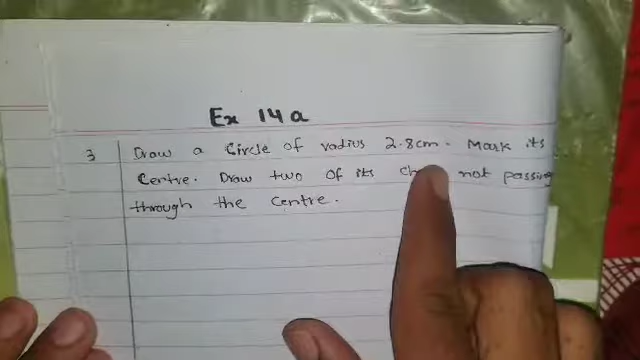 Ex 14a
3 Draw a Circle of radius 2.8cm. Mark its
Centre. Draw two of its not passing
through the centre.